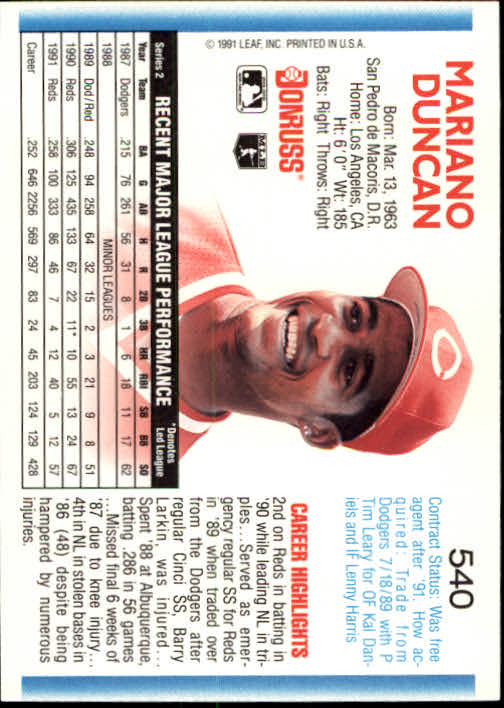 MARIANO
DUNCAN
Born: Mar. 13, 1963
San Pedro de Macoris, D.R.
Home: Los Angeles, CA
Ht: 6' 0" Wt: 185
Bats: Right Throws: Right
DONRUSS
MLBPA
© 1991 LEAF, INC. PRINTED IN U.S.A.
C
540
Contract Status: Was free
agent after '91. How ac-
quired: Trade from
Dodgers 7/18/89 with P
Tim Leary for OF Kal Dan-
iels and IF Lenny Harris
CAREER HIGHLIGHTS
2nd on Reds in batting in
'90 while leading NL in tri-
ples...Served as emer-
gency regular SS for Reds
in '89 when traded over
from the Dodgers after
regular Cinci SS, Barry
Larkin, was injured...
Spent '88 at Albuquerque,
batting .286 in 56 games
...Missed final 6 weeks of
'87 due to knee injury...
4th in NL in stolen bases in
'86 (48) despite being
hampered by numerous
injuries.
Series 2 RECENT MAJOR LEAGUE PERFORMANCE *Denotes Led League
Year Team BA G AB H R 2B 3B HR RBI SB BB SO
1987 Dodgers .215 76 261 56 31 8 1 6 18 11 17 62
1988 MINOR LEAGUES
1989 Dod/Red .248 94 258 64 32 15 2 3 21 9 8 51
1990 Reds .306 125 435 133 67 22 11* 10 55 13 24 67
1991 Reds .258 100 333 86 46 7 4 12 40 5 12 57
Career .252 646 2256 569 297 83 24 45 203 124 129 428